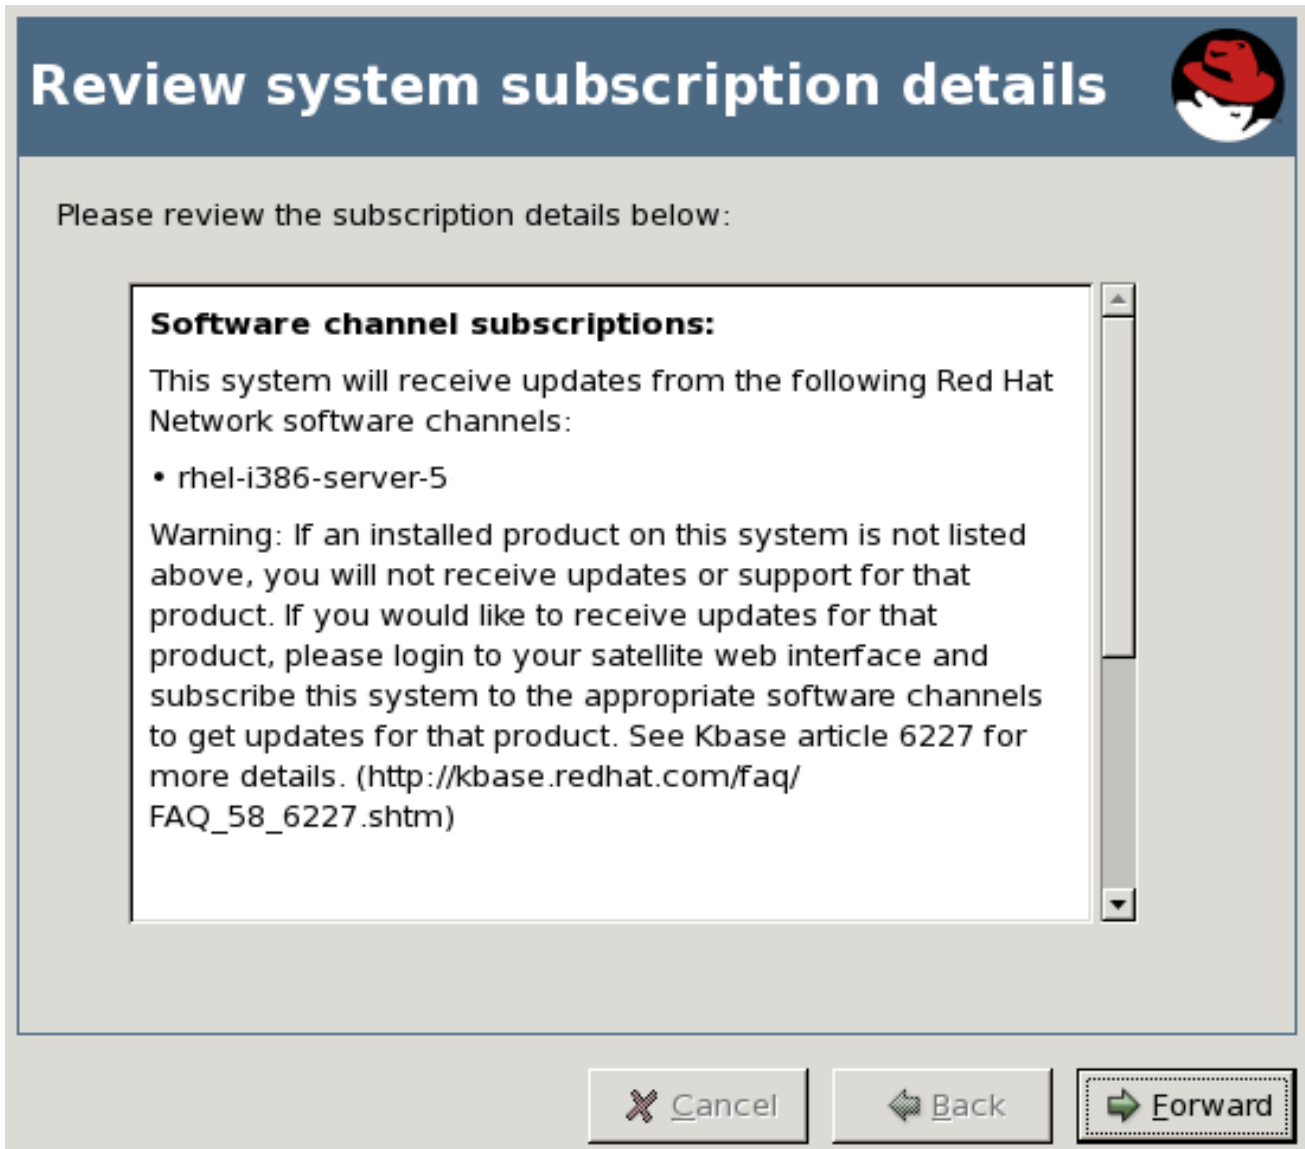 Review system subscription details
Please review the subscription details below:
Software channel subscriptions:
This system will receive updates from the following Red Hat
Network software channels:
• rhel-i386-server-5
Warning: If an installed product on this system is not listed
above, you will not receive updates or support for that
product. If you would like to receive updates for that
product, please login to your satellite web interface and
subscribe this system to the appropriate software channels
to get updates for that product. See Kbase article 6227 for
more details. (http://kbase.redhat.com/faq/
FAQ_58_6227.shtm)
Cancel
Back
Forward